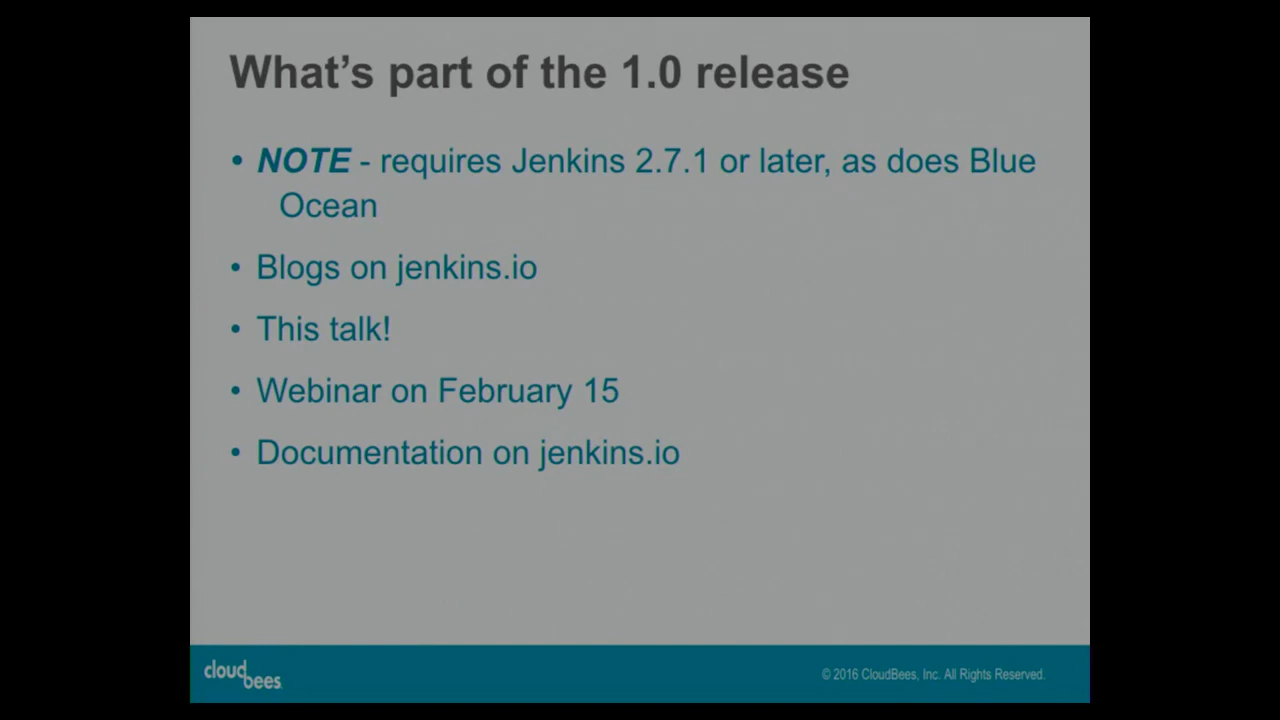 What’s part of the 1.0 release
• NOTE - requires Jenkins 2.7.1 or later, as does Blue
Ocean
• Blogs on jenkins.io
• This talk!
• Webinar on February 15
• Documentation on jenkins.io
cloudbees
© 2016 CloudBees, Inc. All Rights Reserved.